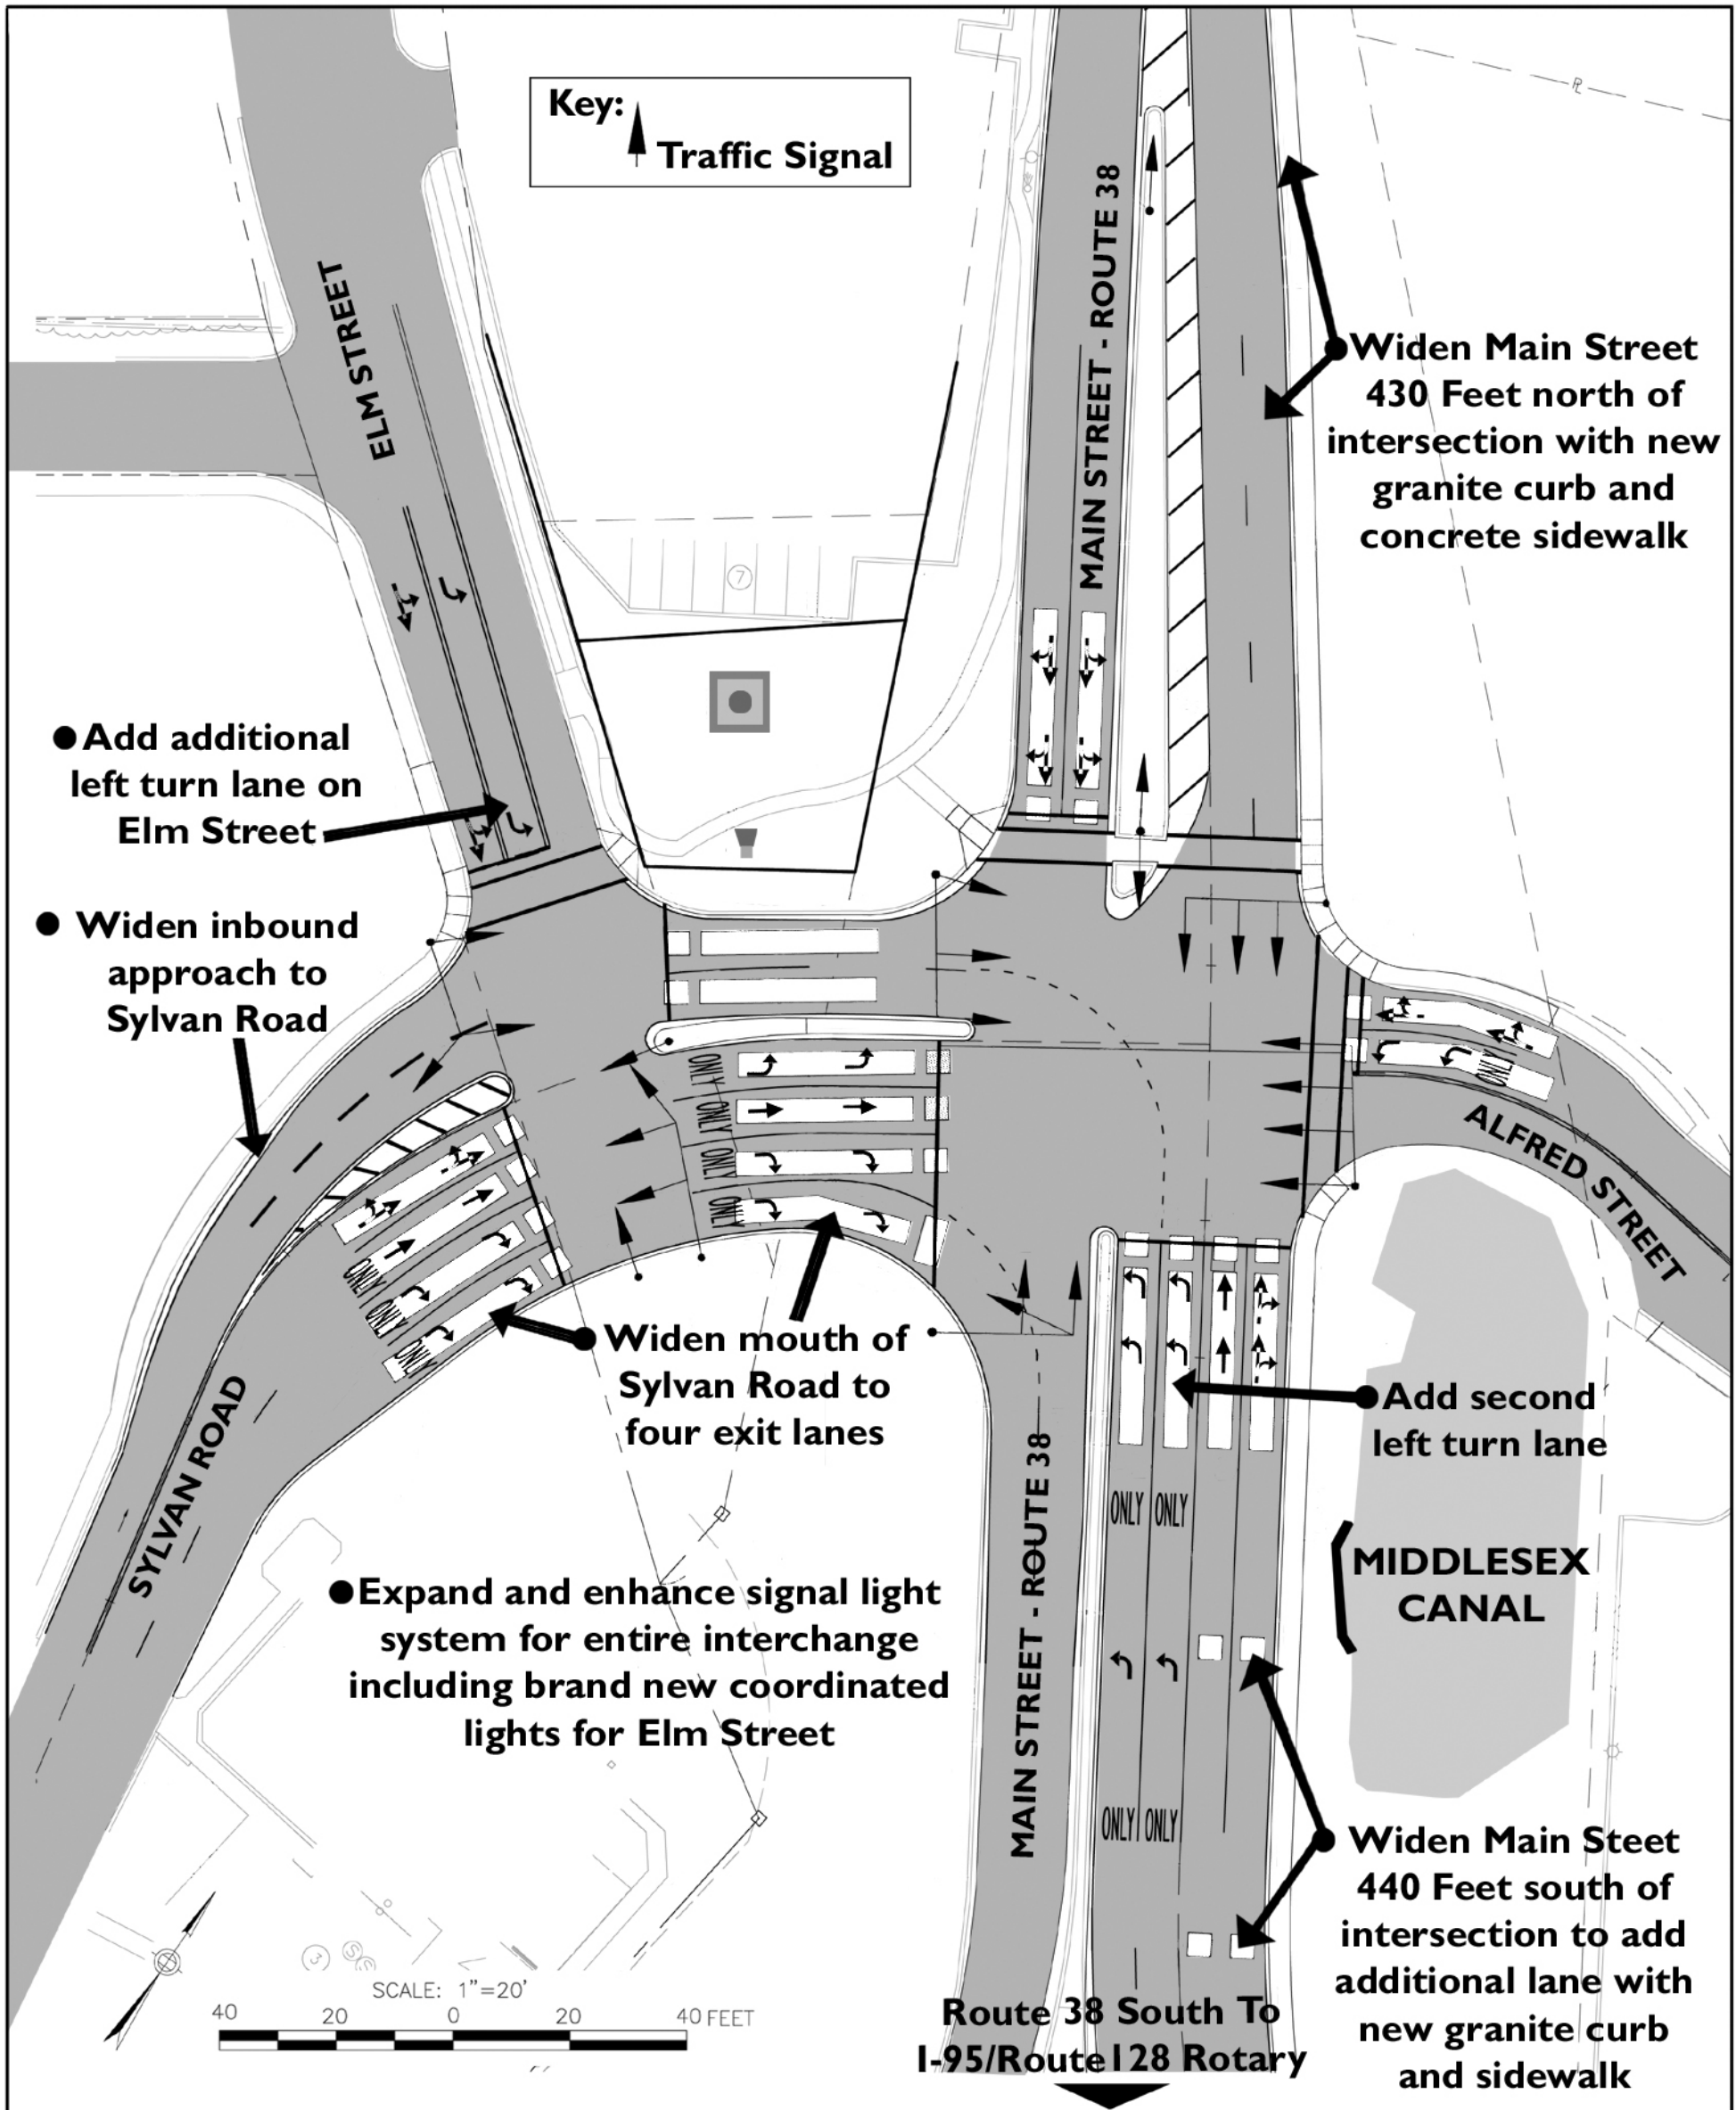 Key:
Traffic Signal
ELM STREET
MAIN STREET - ROUTE 38
●Widen Main Street
430 Feet north of
intersection with new
granite curb and
concrete sidewalk
7
●Add additional
left turn lane on
Elm Street
● Widen inbound
approach to
Sylvan Road
ONLY
ONLY
ONLY
ONLY
ONLY
ALFRED STREET
ONLY
ONLY
ONLY
●Widen mouth of
Sylvan Road to
four exit lanes
SYLVAN ROAD
MAIN STREET - ROUTE 38
●Add second
left turn lane
ONLY ONLY
MIDDLESEX
CANAL
●Expand and enhance signal light
system for entire interchange
including brand new coordinated
lights for Elm Street
ONLY ONLY
● Widen Main Steet
440 Feet south of
intersection to add
additional lane with
new granite curb
and sidewalk
3
S
S
SCALE: 1"=20'
40 20 0 20 40 FEET
Route 38 South To
I-95/Route128 Rotary